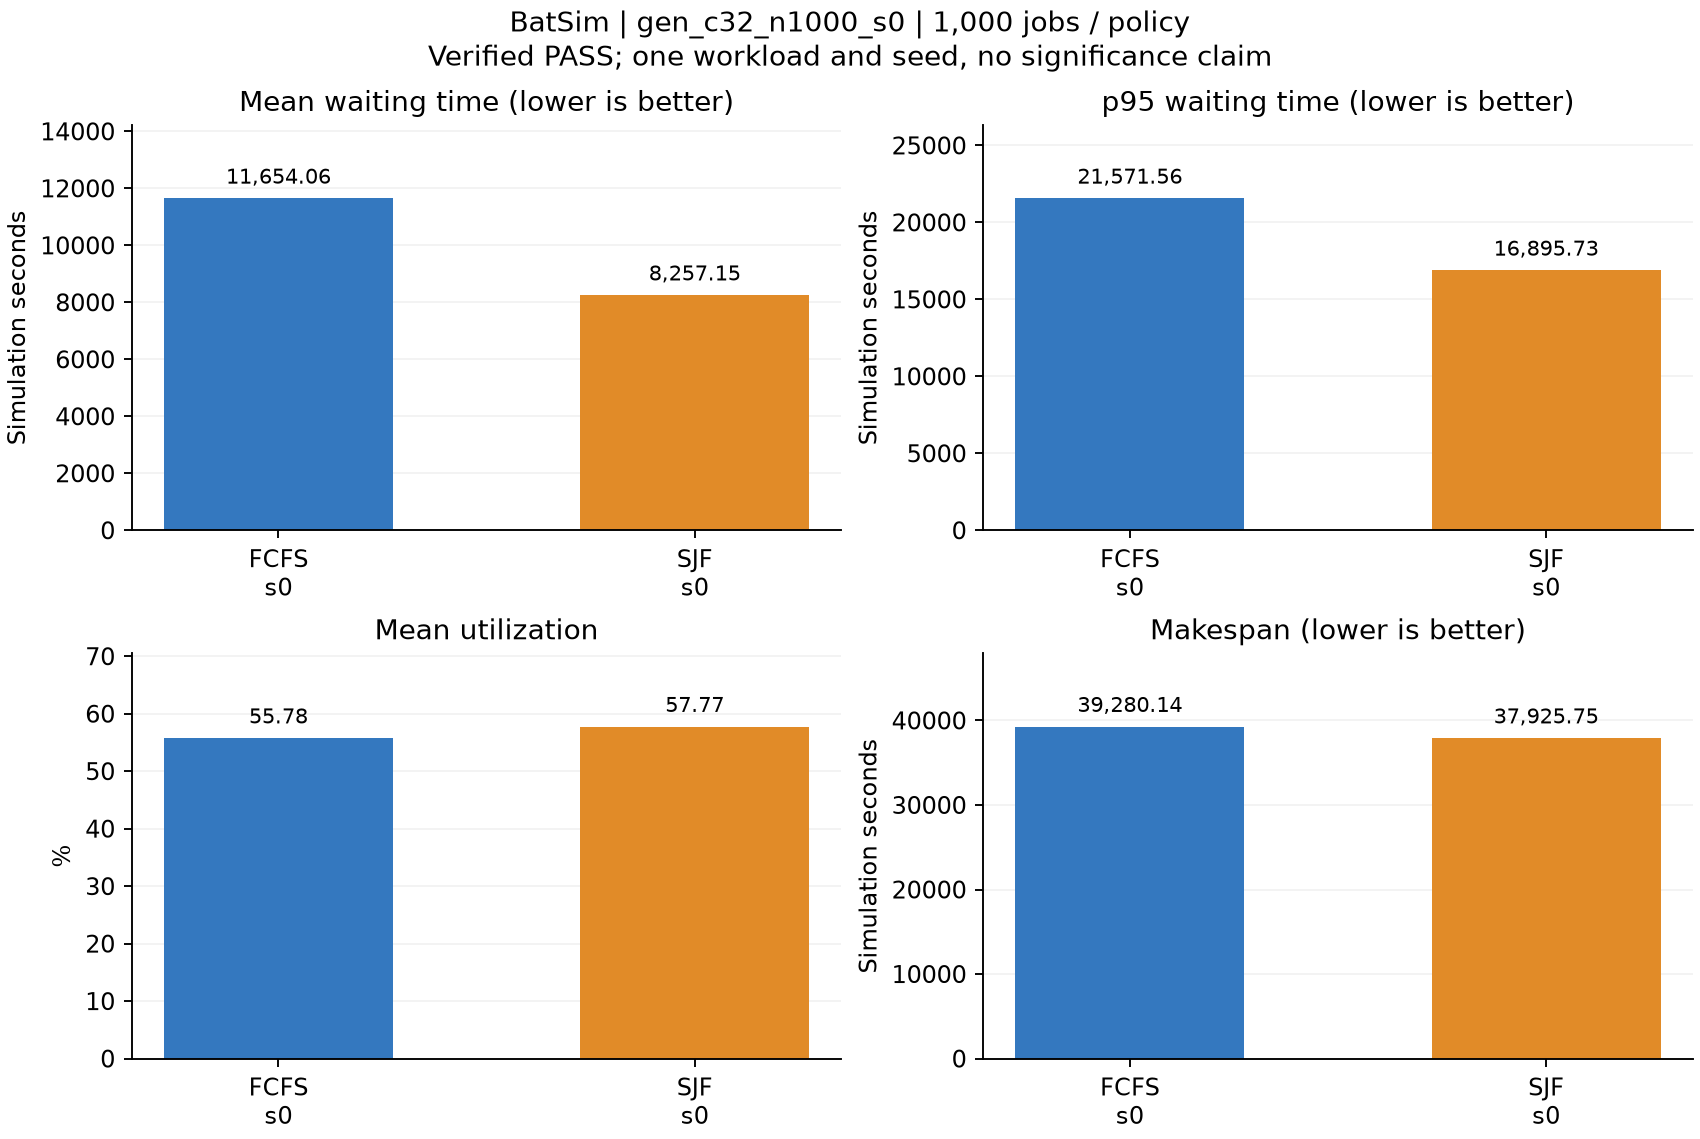 BatSim | gen_c32_n1000_s0 | 1,000 jobs / policy
Verified PASS; one workload and seed, no significance claim
Mean waiting time (lower is better)
Simulation seconds
14000
12000
10000
8000
6000
4000
2000
0
11,654.06
8,257.15
FCFS
s0
SJF
s0
p95 waiting time (lower is better)
Simulation seconds
25000
20000
15000
10000
5000
0
21,571.56
16,895.73
FCFS
s0
SJF
s0
Mean utilization
%
70
60
50
40
30
20
10
0
55.78
57.77
FCFS
s0
SJF
s0
Makespan (lower is better)
Simulation seconds
40000
30000
20000
10000
0
39,280.14
37,925.75
FCFS
s0
SJF
s0